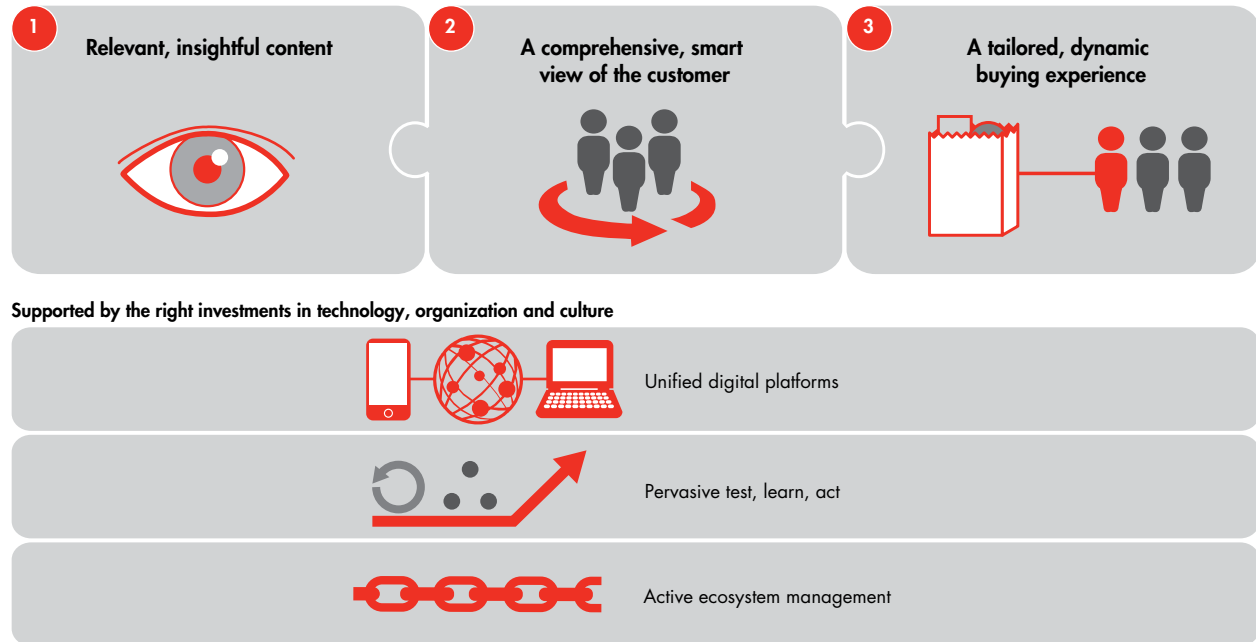 1
Relevant, insightful content
2
A comprehensive, smart
view of the customer
3
A tailored, dynamic
buying experience
Supported by the right investments in technology, organization and culture
Unified digital platforms
Pervasive test, learn, act
Active ecosystem management